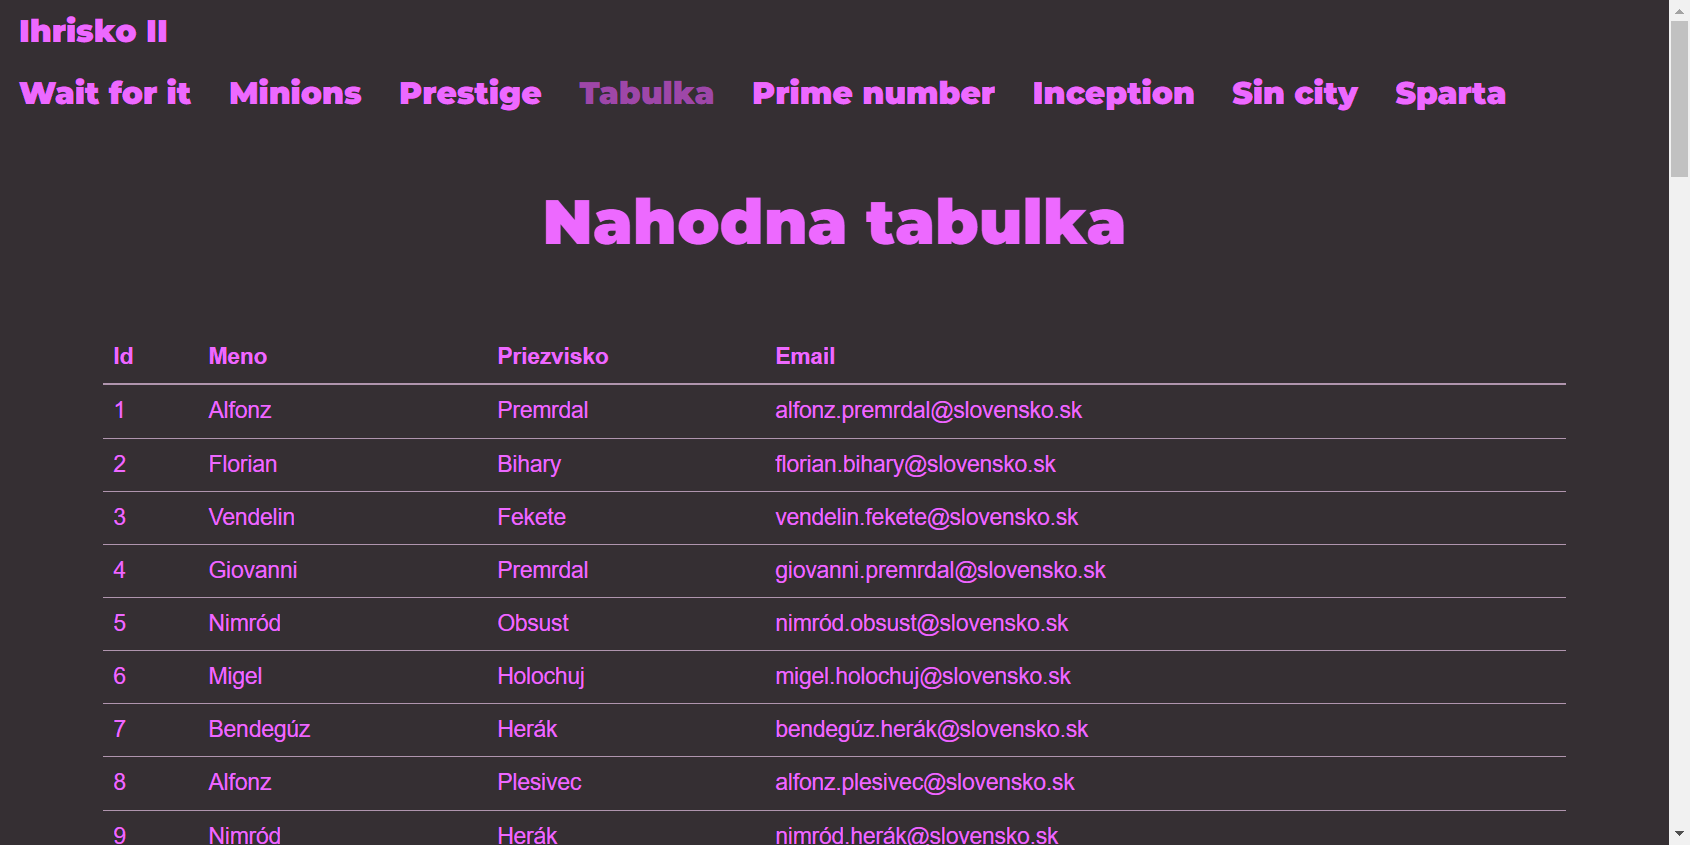 Ihrisko II
Wait for it Minions Prestige Tabulka Prime number Inception Sin city Sparta
Nahodna tabulka
Id Meno Priezvisko Email
1 Alfonz Premrdal alfonz.premrdal@slovensko.sk
2 Florian Bihary florian.bihary@slovensko.sk
3 Vendelin Fekete vendelin.fekete@slovensko.sk
4 Giovanni Premrdal giovanni.premrdal@slovensko.sk
5 Nimród Obsust nimród.obsust@slovensko.sk
6 Migel Holochuj migel.holochuj@slovensko.sk
7 Bendegúz Herák bendegúz.herák@slovensko.sk
8 Alfonz Plesivec alfonz.plesivec@slovensko.sk
9 Nimród Herák nimród.herák@slovensko.sk